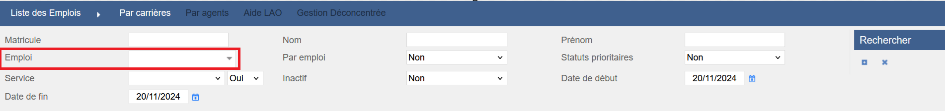 Liste des Emplois Par carrières Par agents Aide LAO Gestion Déconcentrée
Matricule Nom Prénom Rechercher
Emploi Par emploi Non Statuts prioritaires Non
Service Oui Inactif Non Date de début 20/11/2024
Date de fin 20/11/2024